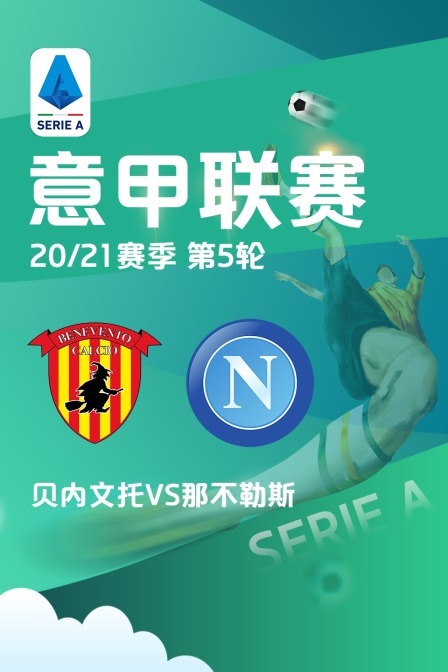 SERIE A
意甲联赛
20/21赛季 第5轮
BENEVENTO
CALCIO
N
贝内文托VS那不勒斯
SERIE A